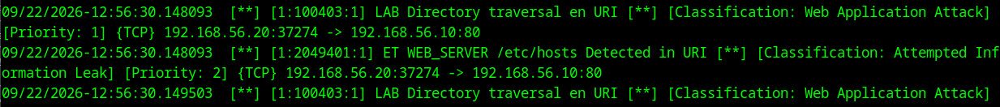 09/22/2026-12:56:30.148093  [**] [1:100403:1] LAB Directory traversal en URI [**] [Classification: Web Application Attack]
[Priority: 1] {TCP} 192.168.56.20:37274 -> 192.168.56.10:80
09/22/2026-12:56:30.148093  [**] [1:2049401:1] ET WEB_SERVER /etc/hosts Detected in URI [**] [Classification: Attempted Inf
ormation Leak] [Priority: 2] {TCP} 192.168.56.20:37274 -> 192.168.56.10:80
09/22/2026-12:56:30.149503  [**] [1:100403:1] LAB Directory traversal en URI [**] [Classification: Web Application Attack]